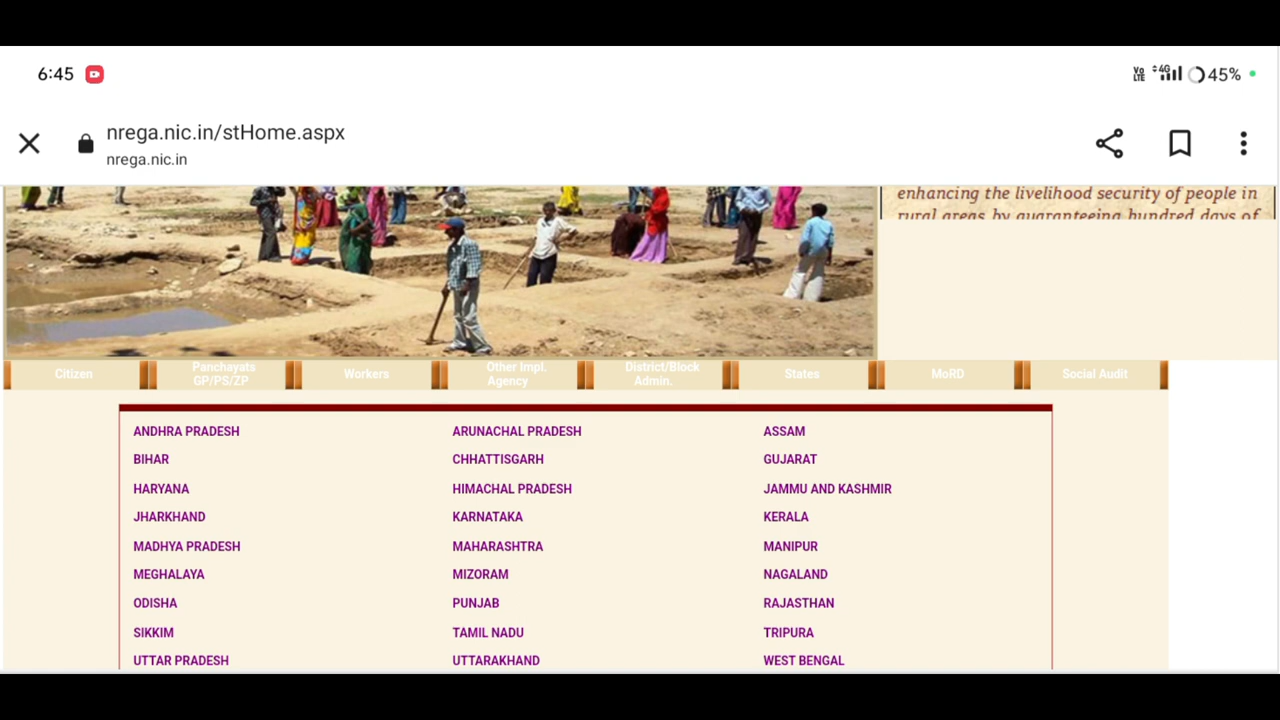 6:45
Vo LTE 4G 45%
nrega.nic.in/stHome.aspx
nrega.nic.in
enhancing the livelihood security of people in
rural areas by guaranteeing hundred days of
Citizen
Panchayats
GP/PS/ZP
Workers
Other Impl.
Agency
District/Block
Admin.
States
MoRD
Social Audit
ANDHRA PRADESH ARUNACHAL PRADESH ASSAM
BIHAR CHHATTISGARH GUJARAT
HARYANA HIMACHAL PRADESH JAMMU AND KASHMIR
JHARKHAND KARNATAKA KERALA
MADHYA PRADESH MAHARASHTRA MANIPUR
MEGHALAYA MIZORAM NAGALAND
ODISHA PUNJAB RAJASTHAN
SIKKIM TAMIL NADU TRIPURA
UTTAR PRADESH UTTARAKHAND WEST BENGAL